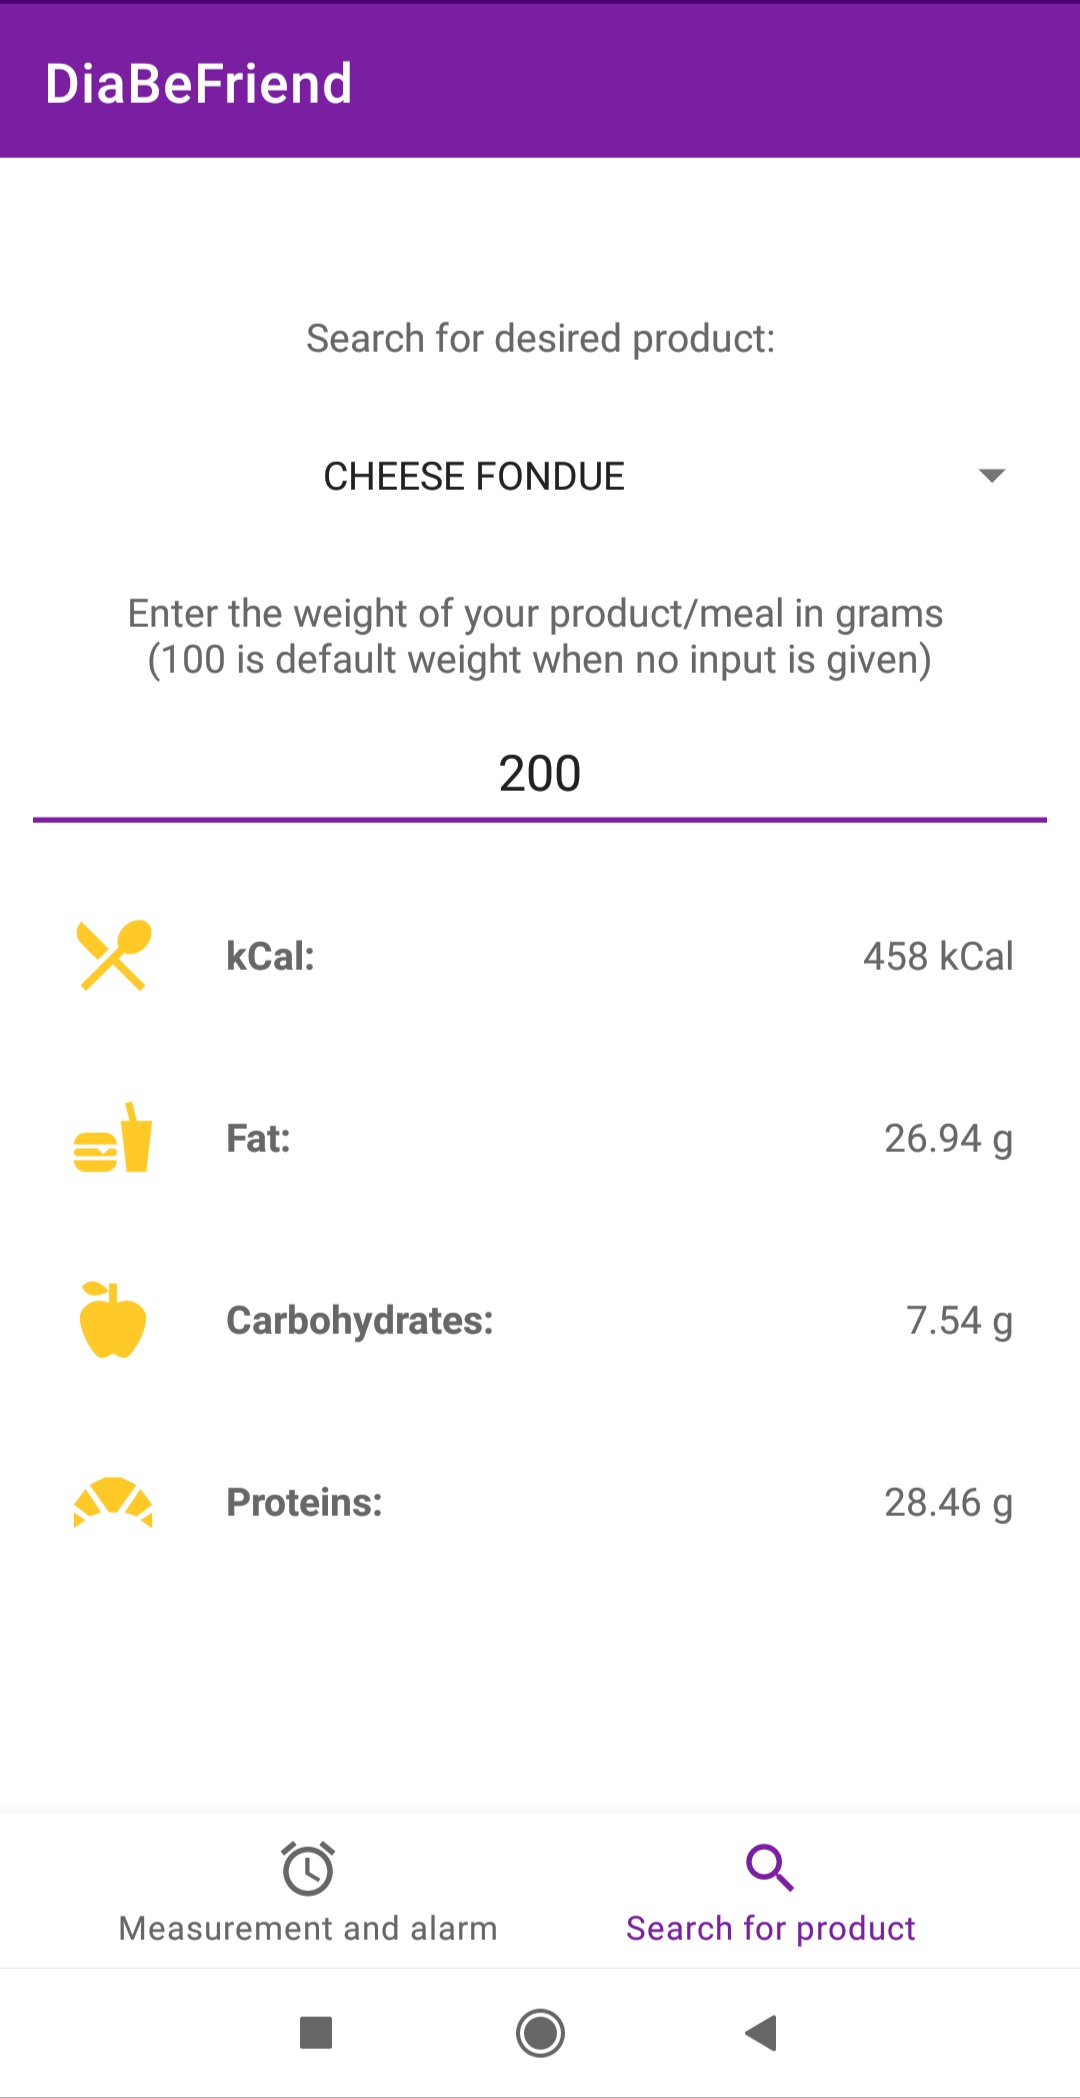 DiaBeFriend
Search for desired product:
CHEESE FONDUE
Enter the weight of your product/meal in grams
(100 is default weight when no input is given)
200
kCal: 458 kCal
Fat: 26.94 g
Carbohydrates: 7.54 g
Proteins: 28.46 g
Measurement and alarm Search for product